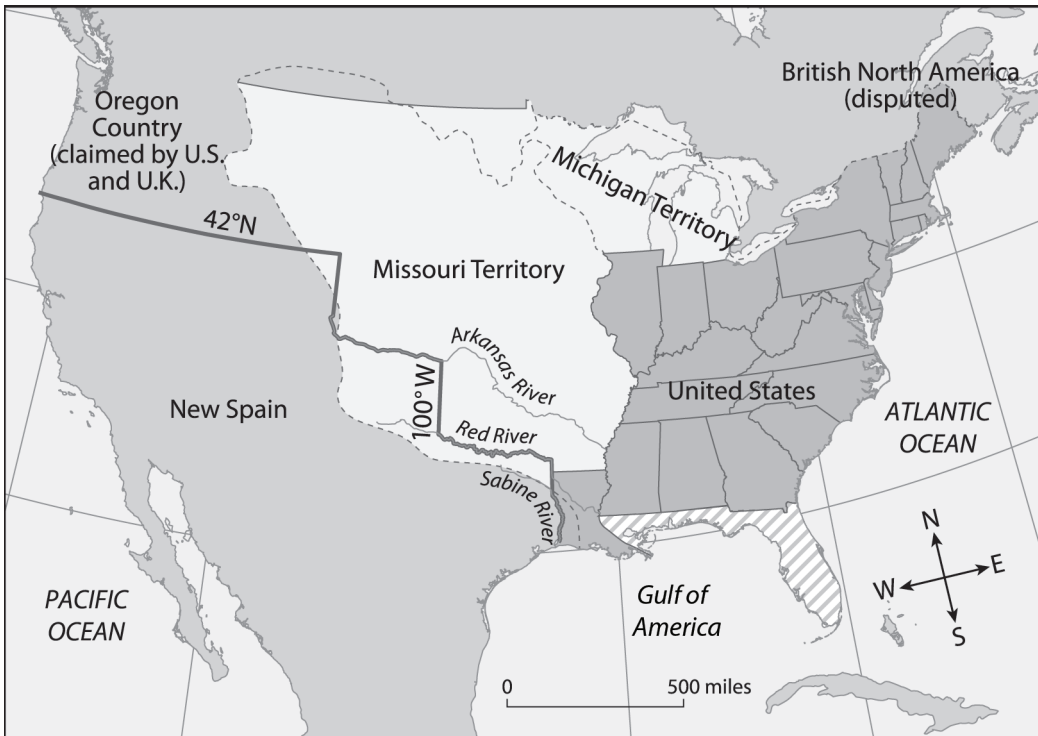 British North America
(disputed)
Oregon
Country
(claimed by U.S.
and U.K.)
Michigan Territory
42°N
Missouri Territory
Arkansas River
100° W
United States
New Spain
Red River
ATLANTIC
OCEAN
Sabine River
N
W
E
S
PACIFIC
OCEAN
Gulf of
America
0
500 miles